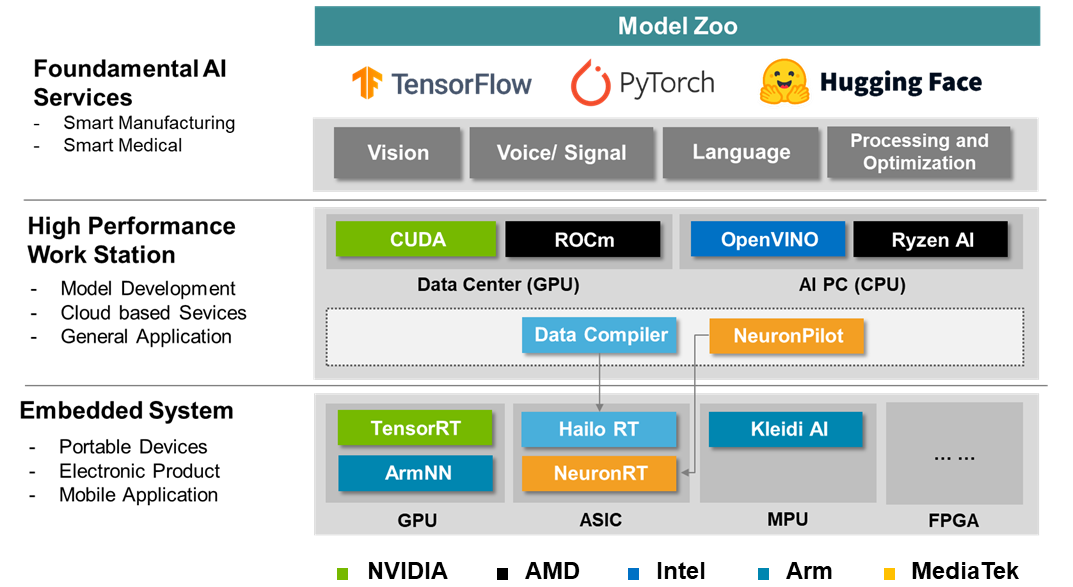 Model Zoo
Foundamental AI
Services
- Smart Manufacturing
- Smart Medical
TensorFlow
PyTorch
Hugging Face
Vision
Voice/ Signal
Language
Processing and
Optimization
High Performance
Work Station
- Model Development
- Cloud based Sevices
- General Application
CUDA
ROCm
OpenVINO
Ryzen AI
Data Center (GPU)
AI PC (CPU)
Data Compiler
NeuronPilot
Embedded System
- Portable Devices
- Electronic Product
- Mobile Application
TensorRT
Hailo RT
Kleidi AI
... ...
ArmNN
NeuronRT
GPU
ASIC
MPU
FPGA
NVIDIA
AMD
Intel
Arm
MediaTek